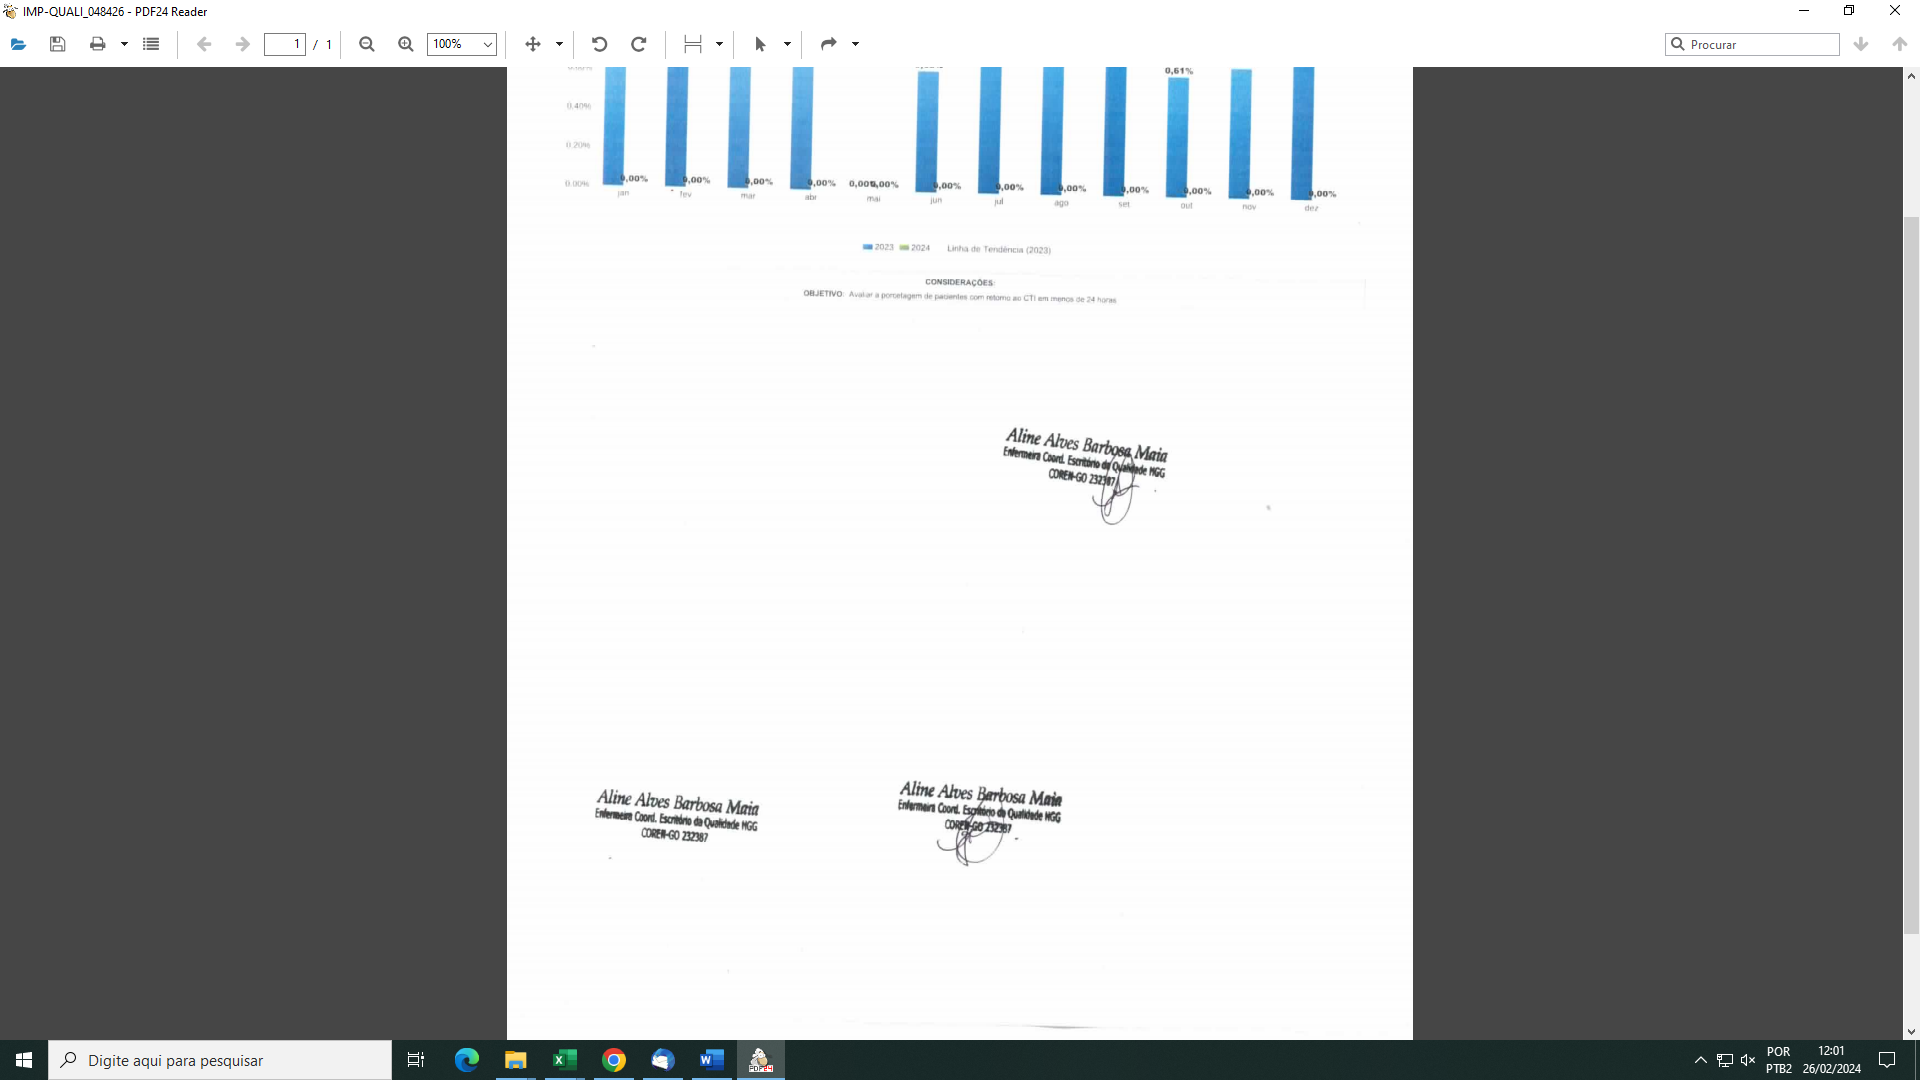 IMP-QUALI_048426 - PDF24 Reader
1 / 1
100%
Procurar
0,61%
0.40%
0.20%
0.00%
0,00% 0,00% 0,00% 0,00% 0,00% 0,00% 0,00% 0,00% 0,00% 0,00% 0,00% 0,00%
jan fev mar abr mai jun jul ago set out nov dez
2023 2024 Linha de Tendência (2023)
CONSIDERAÇÕES:
OBJETIVO: Avaliar a porcetagem de pacientes com retorno ao CTI em menos de 24 horas
Aline Alves Barbosa Maia
Enfermeira Coord. Escritório da Qualidade HGG
COREN-GO 232387
Aline Alves Barbosa Maia
Enfermeira Coord. Escritório da Qualidade HGG
COREN-GO 232387
Aline Alves Barbosa Maia
Enfermeira Coord. Escritório da Qualidade HGG
COREN-GO 232387
Digite aqui para pesquisar
PDF24
POR
PTB2
12:01
26/02/2024